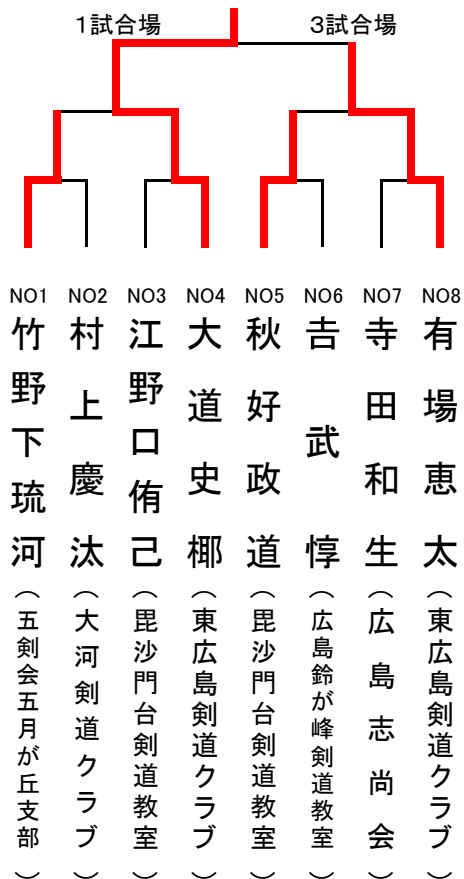 1試合場
3試合場
NO1
竹野下琉河
（五剣会五月が丘支部）
NO2
村上慶汰
（大河剣道クラブ）
NO3
江野口侑己
（毘沙門台剣道教室）
NO4
大道史椰
（東広島剣道クラブ）
NO5
秋好政道
（毘沙門台剣道教室）
NO6
𠮷武惇
（広島鈴が峰剣道教室）
NO7
寺田和生
（広島志尚会）
NO8
有場恵太
（東広島剣道クラブ）